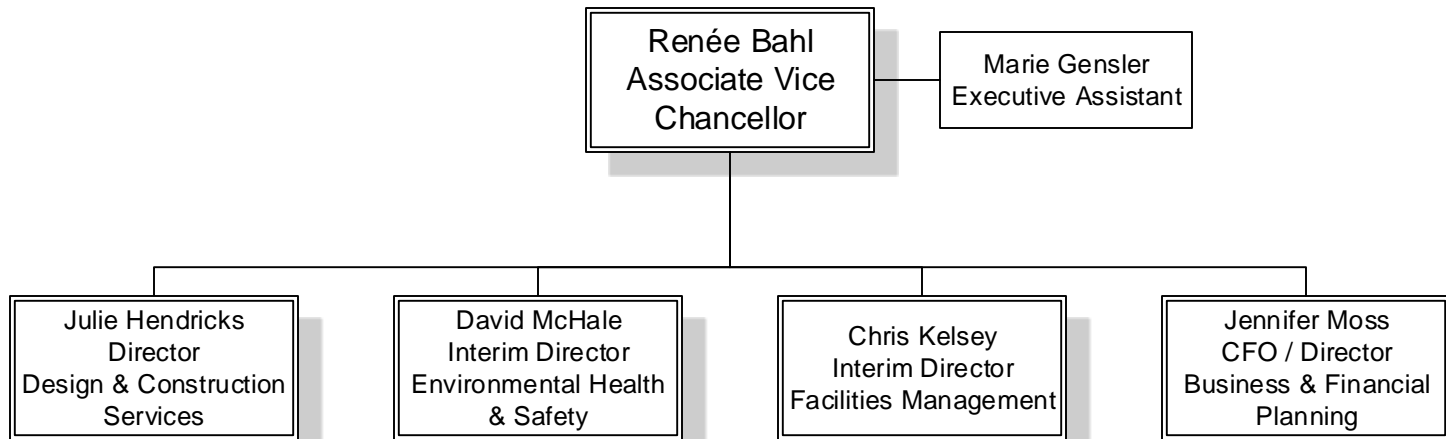 Renée Bahl
Associate Vice
Chancellor
Marie Gensler
Executive Assistant
Julie Hendricks
Director
Design & Construction
Services
David McHale
Interim Director
Environmental Health
& Safety
Chris Kelsey
Interim Director
Facilities Management
Jennifer Moss
CFO / Director
Business & Financial
Planning